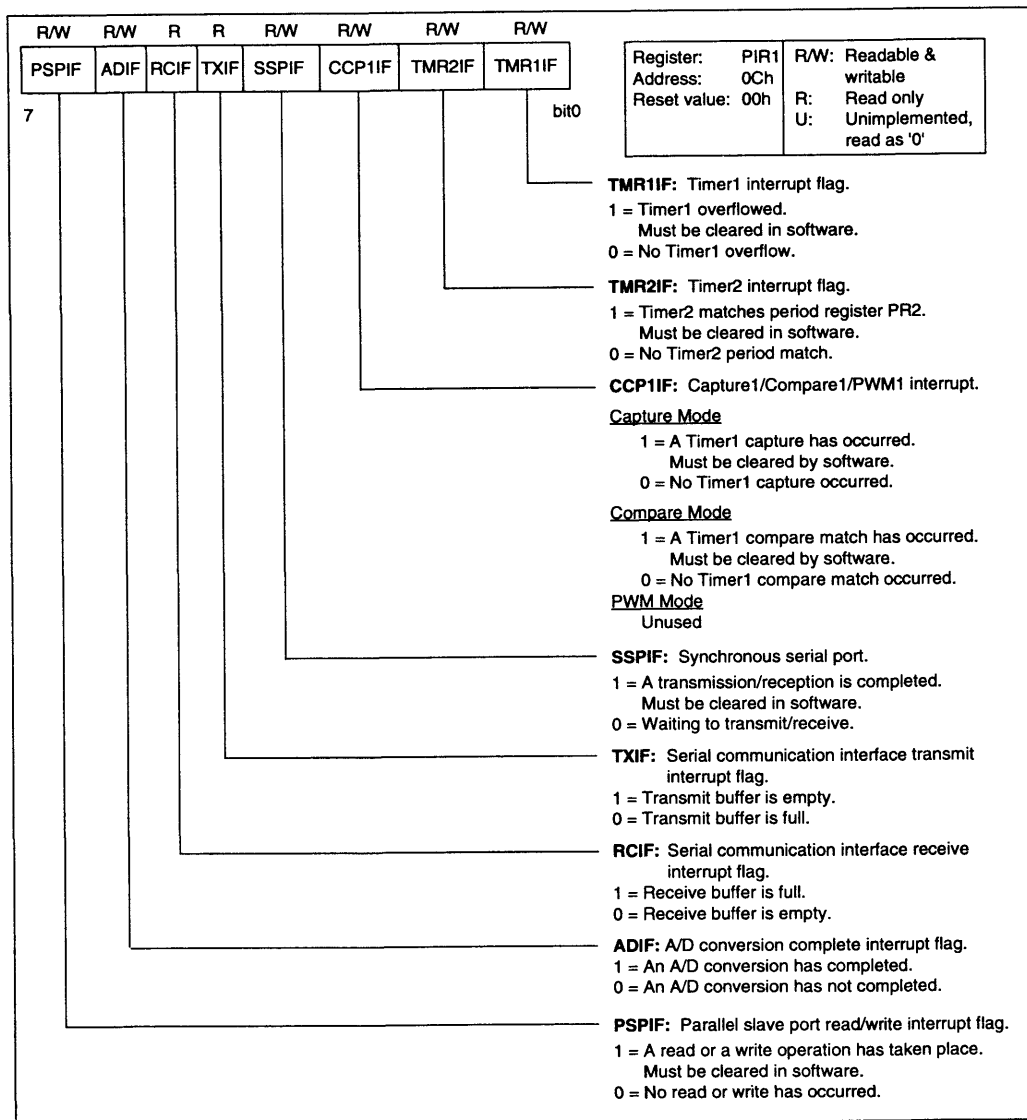 R/W R/W R R R/W R/W R/W R/W
PSPIF ADIF RCIF TXIF SSPIF CCP1IF TMR2IF TMR1IF
7 bit0
Register: PIR1
Address: 0Ch
Reset value: 00h
R/W: Readable &
writable
R: Read only
U: Unimplemented,
read as '0'
TMR1IF: Timer1 interrupt flag.
1 = Timer1 overflowed.
Must be cleared in software.
0 = No Timer1 overflow.
TMR2IF: Timer2 interrupt flag.
1 = Timer2 matches period register PR2.
Must be cleared in software.
0 = No Timer2 period match.
CCP1IF: Capture1/Compare1/PWM1 interrupt.
Capture Mode
1 = A Timer1 capture has occurred.
Must be cleared by software.
0 = No Timer1 capture occurred.
Compare Mode
1 = A Timer1 compare match has occurred.
Must be cleared by software.
0 = No Timer1 compare match occurred.
PWM Mode
Unused
SSPIF: Synchronous serial port.
1 = A transmission/reception is completed.
Must be cleared in software.
0 = Waiting to transmit/receive.
TXIF: Serial communication interface transmit
interrupt flag.
1 = Transmit buffer is empty.
0 = Transmit buffer is full.
RCIF: Serial communication interface receive
interrupt flag.
1 = Receive buffer is full.
0 = Receive buffer is empty.
ADIF: A/D conversion complete interrupt flag.
1 = An A/D conversion has completed.
0 = An A/D conversion has not completed.
PSPIF: Parallel slave port read/write interrupt flag.
1 = A read or a write operation has taken place.
Must be cleared in software.
0 = No read or write has occurred.